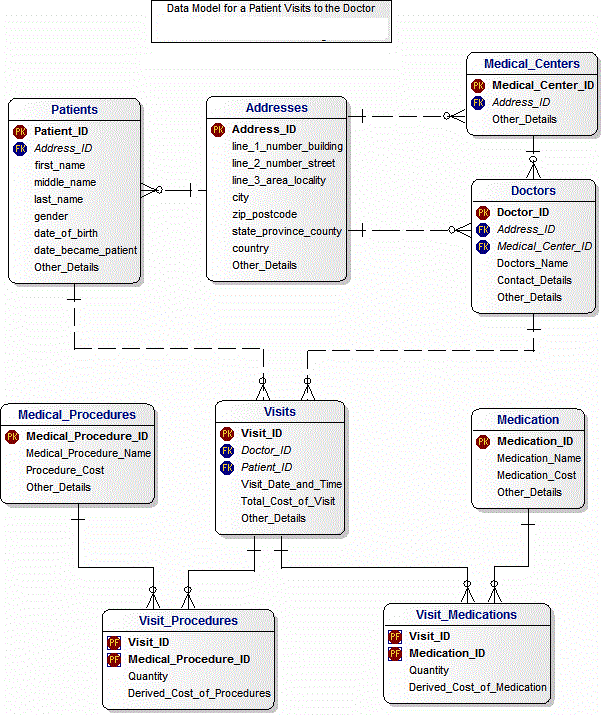 Data Model for a Patient Visits to the Doctor
Medical_Centers
PK Medical_Center_ID
FK Address_ID
Other_Details
Patients
PK Patient_ID
FK Address_ID
first_name
middle_name
last_name
gender
date_of_birth
date_became_patient
Other_Details
Addresses
PK Address_ID
line_1_number_building
line_2_number_street
line_3_area_locality
city
zip_postcode
state_province_county
country
Other_Details
Doctors
PK Doctor_ID
FK Address_ID
FK Medical_Center_ID
Doctors_Name
Contact_Details
Other_Details
Medical_Procedures
PK Medical_Procedure_ID
Medical_Procedure_Name
Procedure_Cost
Other_Details
Visits
PK Visit_ID
FK Doctor_ID
FK Patient_ID
Visit_Date_and_Time
Total_Cost_of_Visit
Other_Details
Medication
PK Medication_ID
Medication_Name
Medication_Cost
Other_Details
Visit_Procedures
PF Visit_ID
PF Medical_Procedure_ID
Quantity
Derived_Cost_of_Procedures
Visit_Medications
PF Visit_ID
PF Medication_ID
Quantity
Derived_Cost_of_Medication